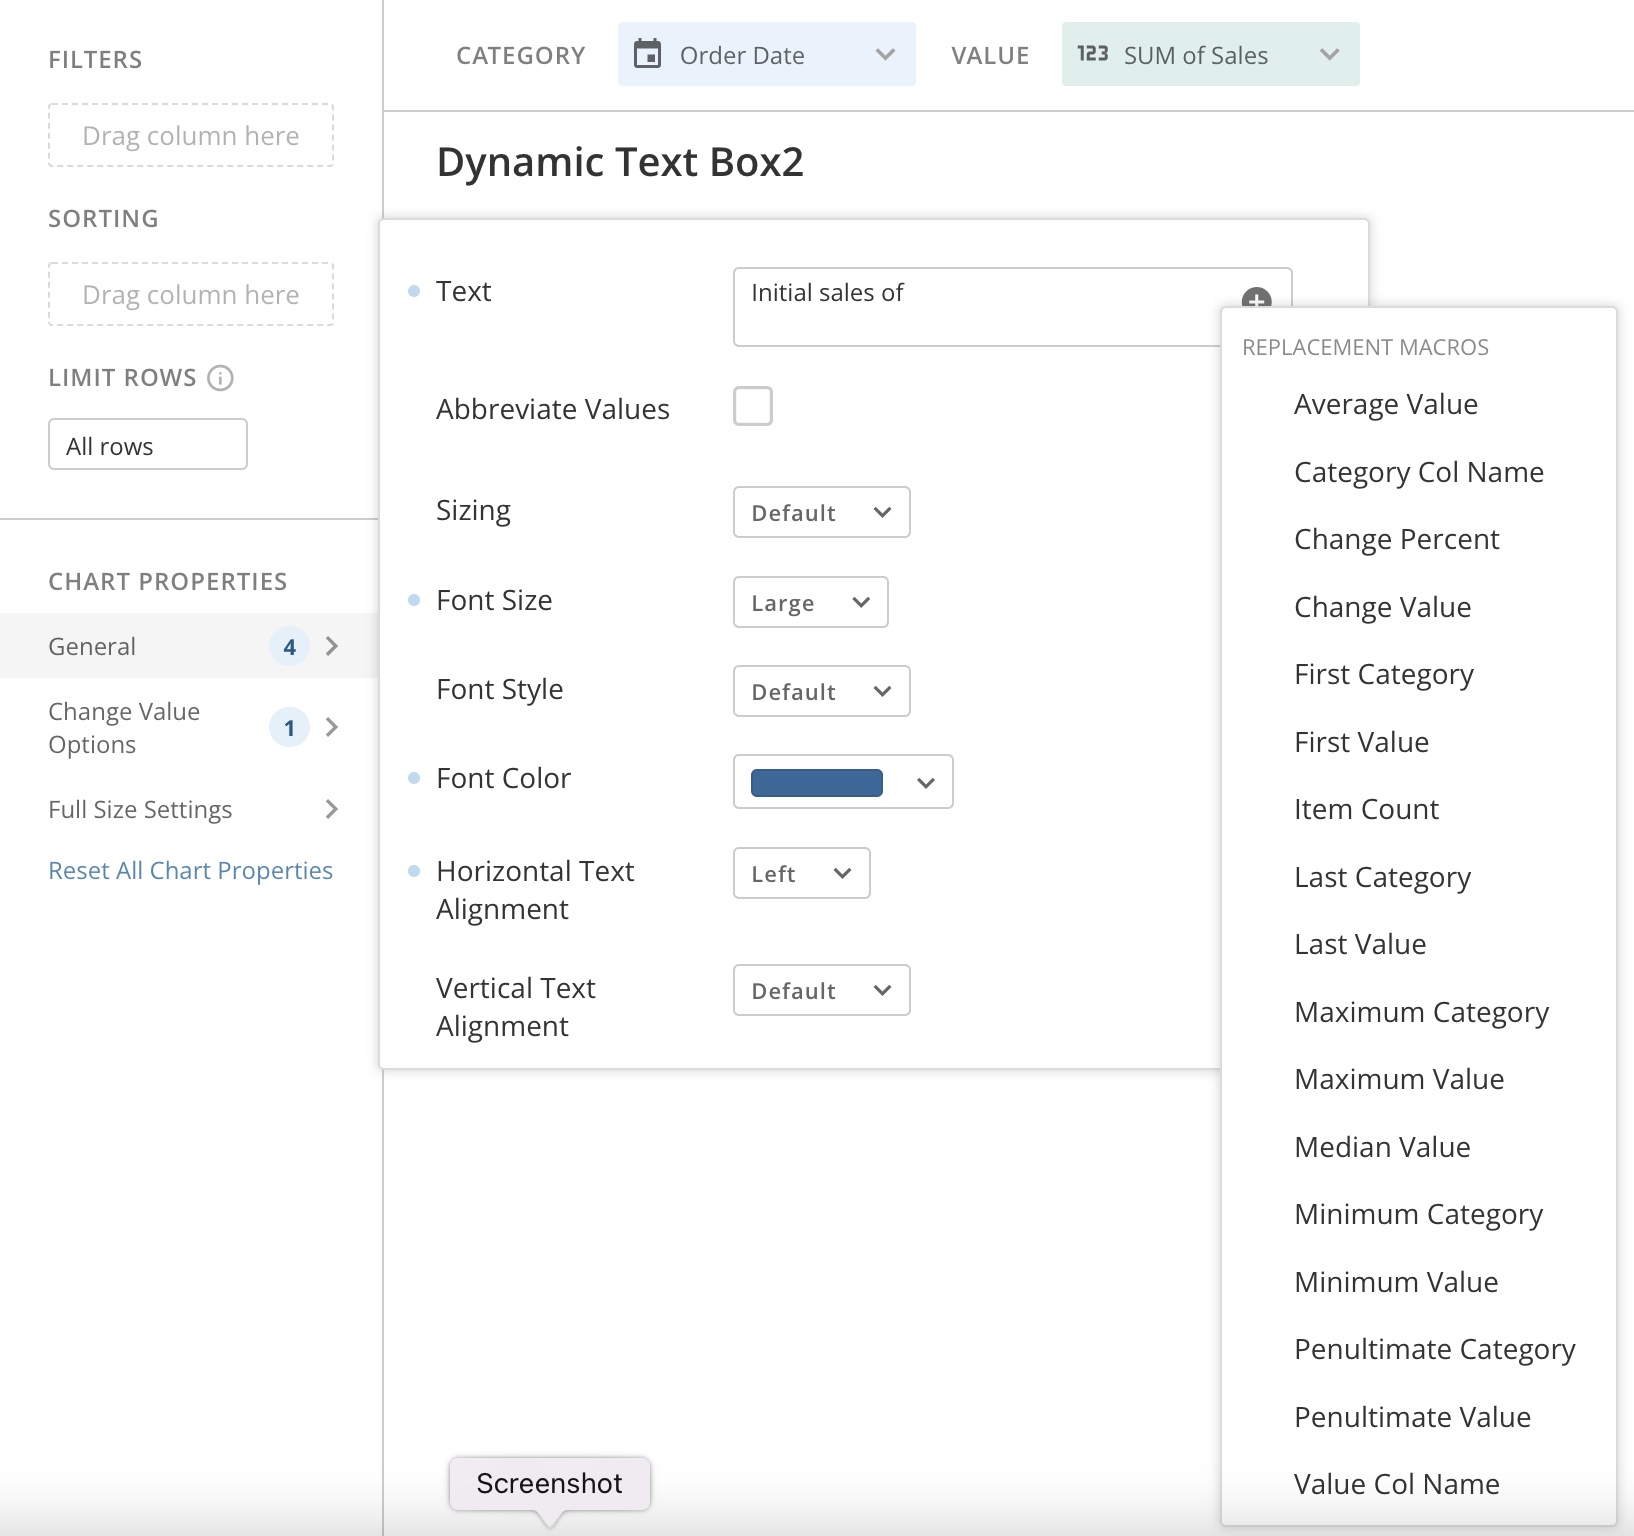 FILTERS
Drag column here
SORTING
Drag column here
LIMIT ROWS
All rows
CHART PROPERTIES
General 4
Change Value
Options 1
Full Size Settings
Reset All Chart Properties
CATEGORY Order Date VALUE 123 SUM of Sales
Dynamic Text Box2
Text Initial sales of
Abbreviate Values
Sizing Default
Font Size Large
Font Style Default
Font Color
Horizontal Text
Alignment Left
Vertical Text
Alignment Default
REPLACEMENT MACROS
Average Value
Category Col Name
Change Percent
Change Value
First Category
First Value
Item Count
Last Category
Last Value
Maximum Category
Maximum Value
Median Value
Minimum Category
Minimum Value
Penultimate Category
Penultimate Value
Value Col Name
Screenshot